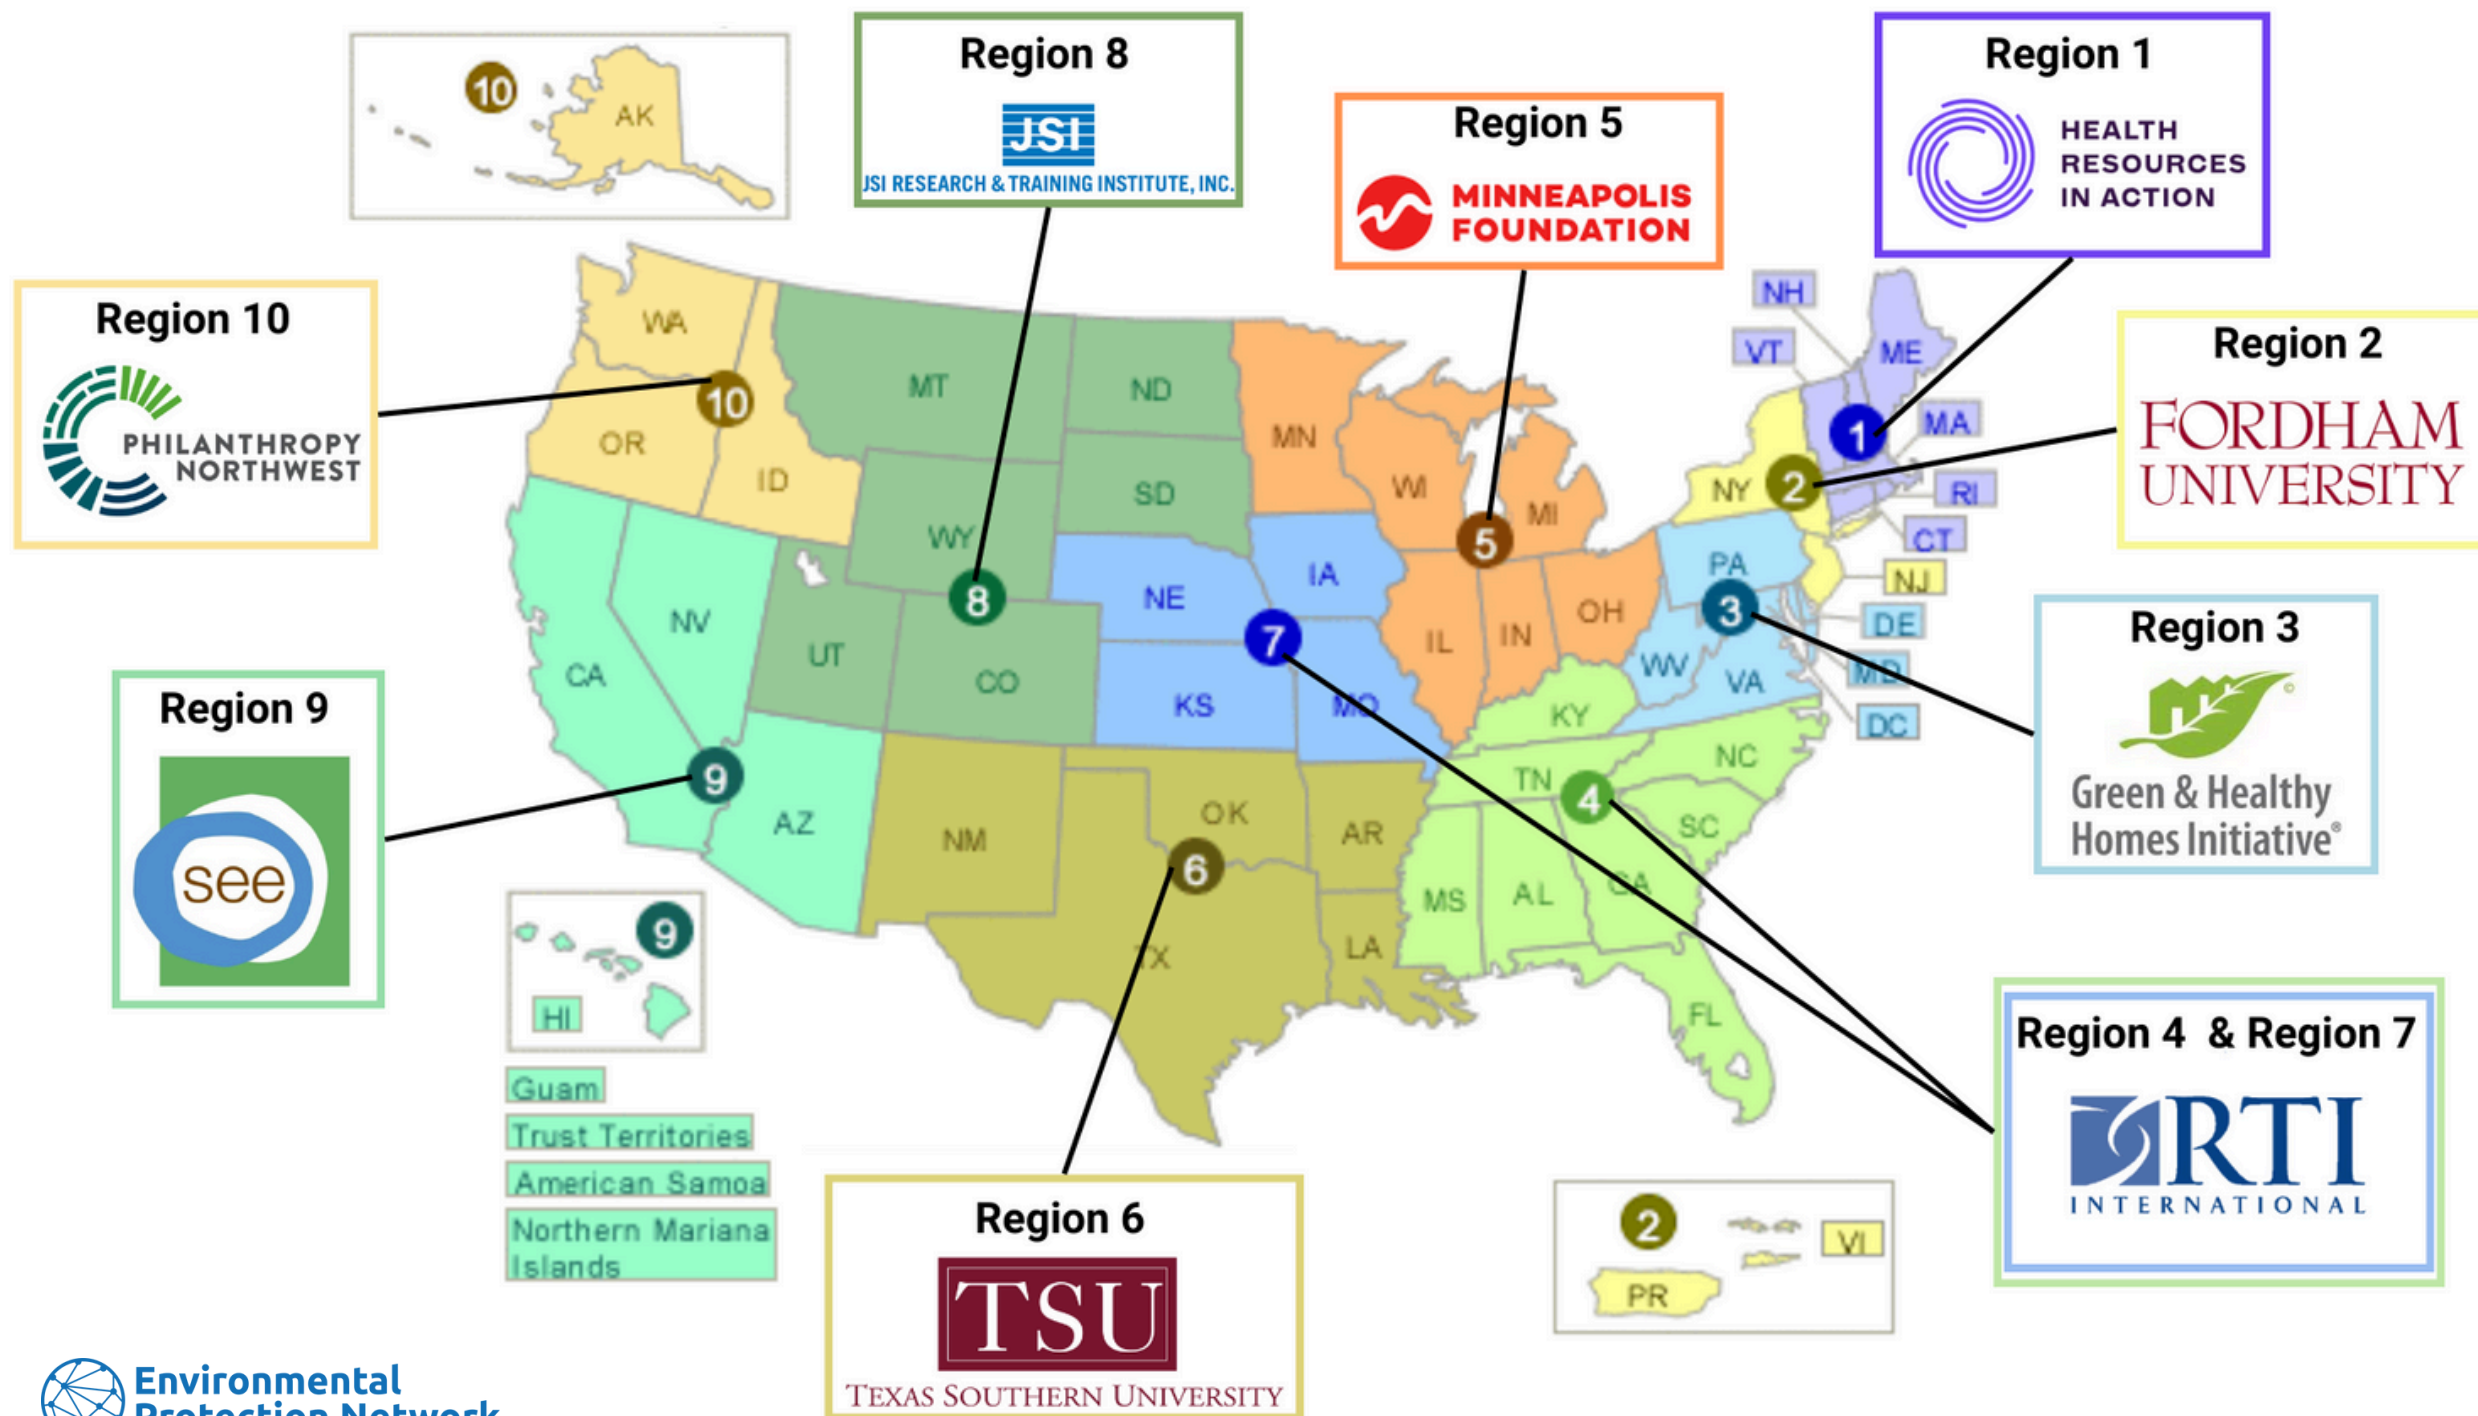 Region 8
JSI
JSI RESEARCH & TRAINING INSTITUTE, INC.
Region 1
HEALTH
RESOURCES
IN ACTION
10
AK
Region 5
MINNEAPOLIS
FOUNDATION
Region 10
PHILANTHROPY
NORTHWEST
Region 2
FORDHAM
UNIVERSITY
NH
VT
ME
MA
RI
CT
NJ
DE
MD
DC
WA
OR
ID
10
MT
ND
SD
WY
8
UT
CO
MN
WI
MI
5
IL
IN
OH
NY
2
1
PA
3
WV
VA
NE
IA
7
KS
MO
CA
NV
9
AZ
NM
OK
6
TX
AR
LA
KY
TN
4
NC
SC
MS
AL
GA
FL
Region 3
Green & Healthy
Homes Initiative®
©
Region 9
see
9
HI
Guam
Trust Territories
American Samoa
Northern Mariana
Islands
Region 4 & Region 7
RTI
INTERNATIONAL
Region 6
TSU
TEXAS SOUTHERN UNIVERSITY
2
VI
PR
Environmental
Protection Network